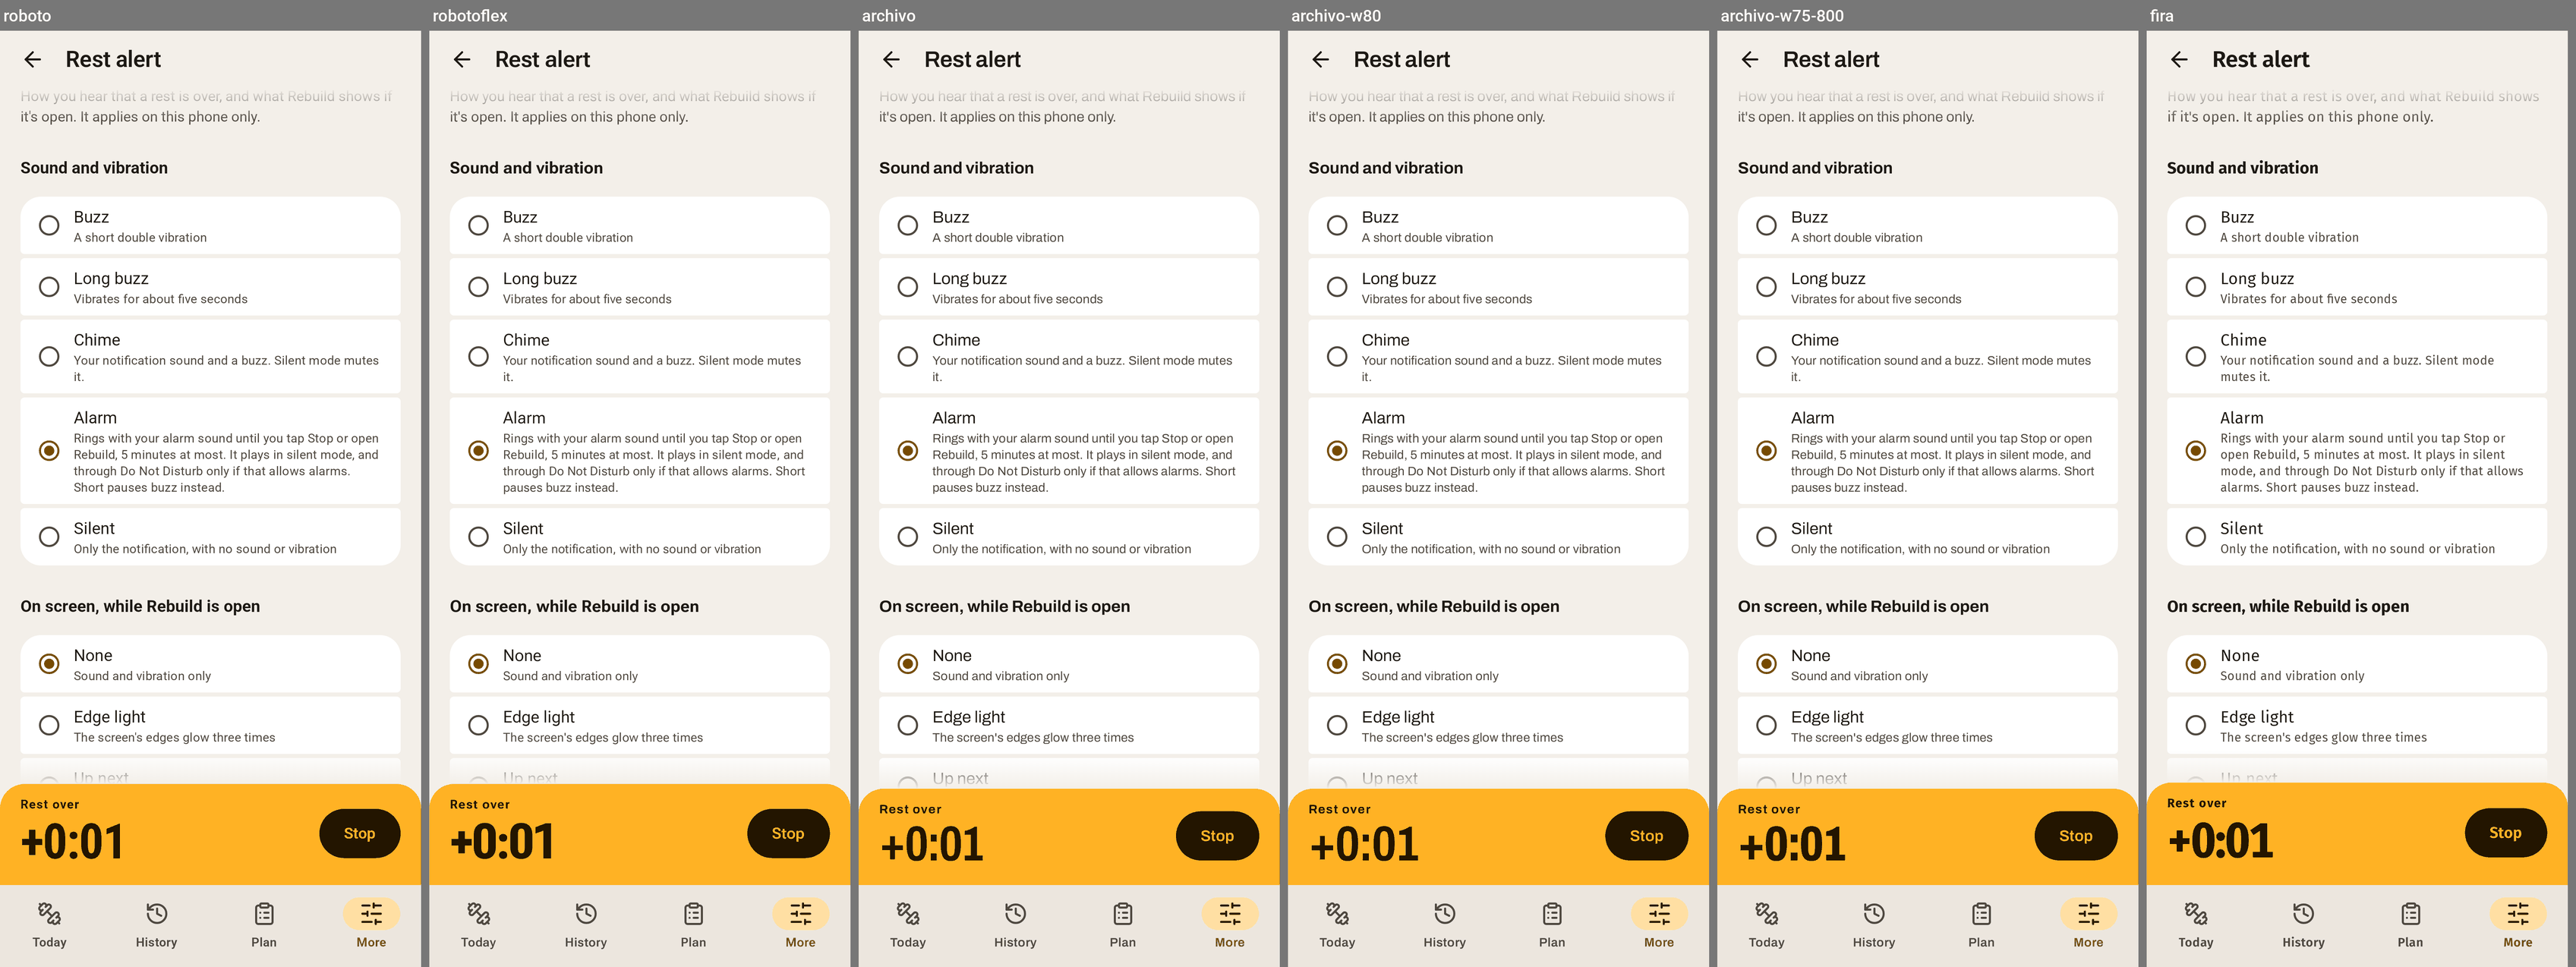 roboto
Rest alert
How you hear that a rest is over, and what Rebuild shows if
it's open. It applies on this phone only.
Sound and vibration
Buzz
A short double vibration
Long buzz
Vibrates for about five seconds
Chime
Your notification sound and a buzz. Silent mode mutes
it.
Alarm
Rings with your alarm sound until you tap Stop or open
Rebuild, 5 minutes at most. It plays in silent mode, and
through Do Not Disturb only if that allows alarms.
Short pauses buzz instead.
Silent
Only the notification, with no sound or vibration
On screen, while Rebuild is open
None
Sound and vibration only
Edge light
The screen's edges glow three times
Up next
Rest over
+0:01
Stop
Today
History
Plan
More
robotoflex
Rest alert
How you hear that a rest is over, and what Rebuild shows if
it's open. It applies on this phone only.
Sound and vibration
Buzz
A short double vibration
Long buzz
Vibrates for about five seconds
Chime
Your notification sound and a buzz. Silent mode mutes
it.
Alarm
Rings with your alarm sound until you tap Stop or open
Rebuild, 5 minutes at most. It plays in silent mode, and
through Do Not Disturb only if that allows alarms. Short
pauses buzz instead.
Silent
Only the notification, with no sound or vibration
On screen, while Rebuild is open
None
Sound and vibration only
Edge light
The screen's edges glow three times
Up next
Rest over
+0:01
Stop
Today
History
Plan
More
archivo
Rest alert
How you hear that a rest is over, and what Rebuild shows if
it's open. It applies on this phone only.
Sound and vibration
Buzz
A short double vibration
Long buzz
Vibrates for about five seconds
Chime
Your notification sound and a buzz. Silent mode mutes
it.
Alarm
Rings with your alarm sound until you tap Stop or open
Rebuild, 5 minutes at most. It plays in silent mode, and
through Do Not Disturb only if that allows alarms. Short
pauses buzz instead.
Silent
Only the notification, with no sound or vibration
On screen, while Rebuild is open
None
Sound and vibration only
Edge light
The screen's edges glow three times
Up next
Rest over
+0:01
Stop
Today
History
Plan
More
archivo-w80
Rest alert
How you hear that a rest is over, and what Rebuild shows if
it's open. It applies on this phone only.
Sound and vibration
Buzz
A short double vibration
Long buzz
Vibrates for about five seconds
Chime
Your notification sound and a buzz. Silent mode mutes
it.
Alarm
Rings with your alarm sound until you tap Stop or open
Rebuild, 5 minutes at most. It plays in silent mode, and
through Do Not Disturb only if that allows alarms. Short
pauses buzz instead.
Silent
Only the notification, with no sound or vibration
On screen, while Rebuild is open
None
Sound and vibration only
Edge light
The screen's edges glow three times
Up next
Rest over
+0:01
Stop
Today
History
Plan
More
archivo-w75-800
Rest alert
How you hear that a rest is over, and what Rebuild shows if
it's open. It applies on this phone only.
Sound and vibration
Buzz
A short double vibration
Long buzz
Vibrates for about five seconds
Chime
Your notification sound and a buzz. Silent mode mutes
it.
Alarm
Rings with your alarm sound until you tap Stop or open
Rebuild, 5 minutes at most. It plays in silent mode, and
through Do Not Disturb only if that allows alarms. Short
pauses buzz instead.
Silent
Only the notification, with no sound or vibration
On screen, while Rebuild is open
None
Sound and vibration only
Edge light
The screen's edges glow three times
Up next
Rest over
+0:01
Stop
Today
History
Plan
More
fira
Rest alert
How you hear that a rest is over, and what Rebuild shows
if it's open. It applies on this phone only.
Sound and vibration
Buzz
A short double vibration
Long buzz
Vibrates for about five seconds
Chime
Your notification sound and a buzz. Silent mode
mutes it.
Alarm
Rings with your alarm sound until you tap Stop or
open Rebuild, 5 minutes at most. It plays in silent
mode, and through Do Not Disturb only if that allows
alarms. Short pauses buzz instead.
Silent
Only the notification, with no sound or vibration
On screen, while Rebuild is open
None
Sound and vibration only
Edge light
The screen's edges glow three times
Up next
Rest over
+0:01
Stop
Today
History
Plan
More